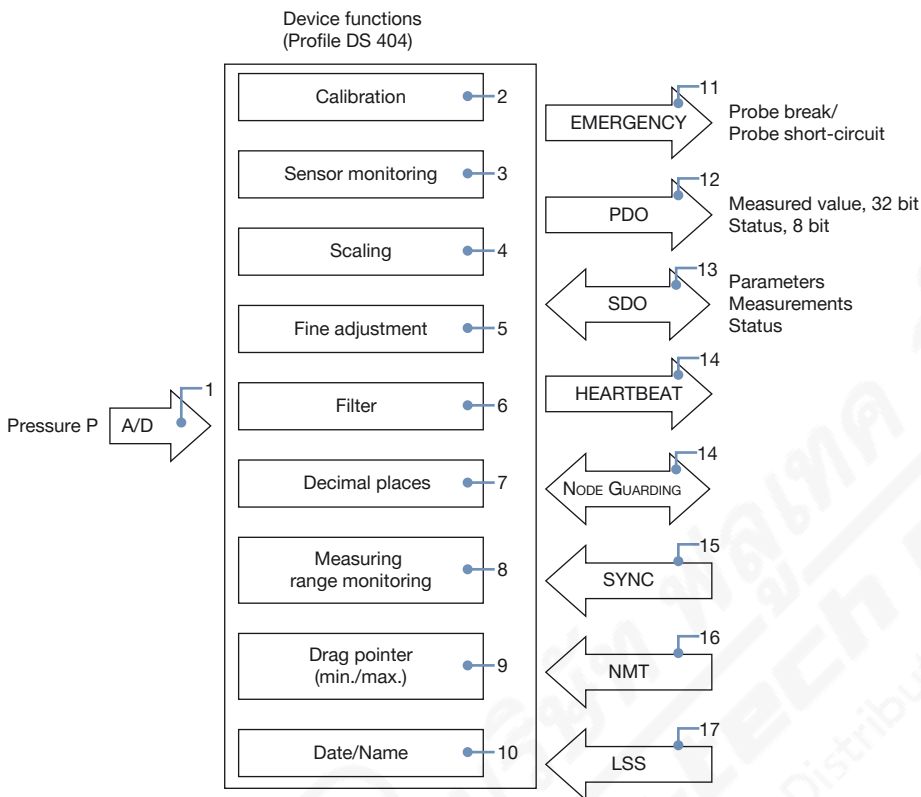 Device functions
(Profile DS 404)
Calibration
2
Sensor monitoring
3
Scaling
4
Fine adjustment
5
Filter
6
Decimal places
7
Measuring
range monitoring
8
Drag pointer
(min./max.)
9
Date/Name
10
Pressure P
A/D
1
EMERGENCY
11
Probe break/
Probe short-circuit
PDO
12
Measured value, 32 bit
Status, 8 bit
SDO
13
Parameters
Measurements
Status
HEARTBEAT
14
NODE GUARDING
14
SYNC
15
NMT
16
LSS
17